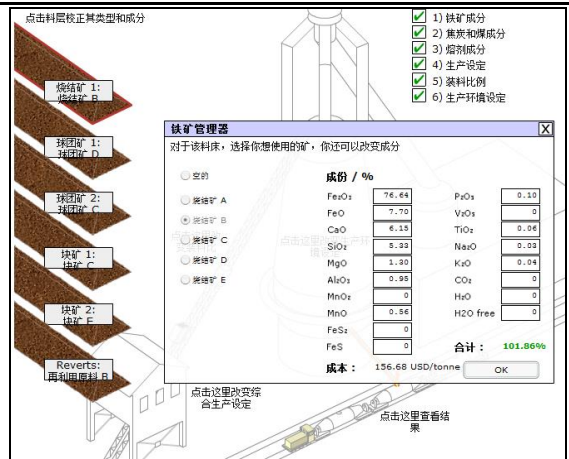 点击料层校正其类型和成分
1) 铁矿成分
2) 焦炭和煤成分
3) 熔剂成分
4) 生产设定
5) 装料比例
6) 生产环境设定
烧结矿 1:
烧结矿 B
球团矿 1:
球团矿 D
球团矿 2:
球团矿 C
块矿 1:
块矿 C
块矿 2:
块矿 E
Reverts:
再利用原料 B
铁矿管理器 X
对于该料床，选择你想使用的矿，你还可以改变成分
空的
烧结矿 A
烧结矿 B
烧结矿 C
烧结矿 D
烧结矿 E
成份 / %
Fe₂O₃ 76.64
FeO 7.70
CaO 6.15
SiO₂ 5.33
MgO 1.30
Al₂O₃ 0.95
MnO₂ 0
MnO 0.56
FeS₂ 0
FeS 0
P₂O₅ 0.10
V₂O₅ 0
TiO₂ 0.06
Na₂O 0.03
K₂O 0.04
CO₂ 0
H₂O 0
H2O free 0
合计： 101.86%
成本： 156.68 USD/tonne
OK
点击这里改变综
合生产设定
点击这里查看结
果